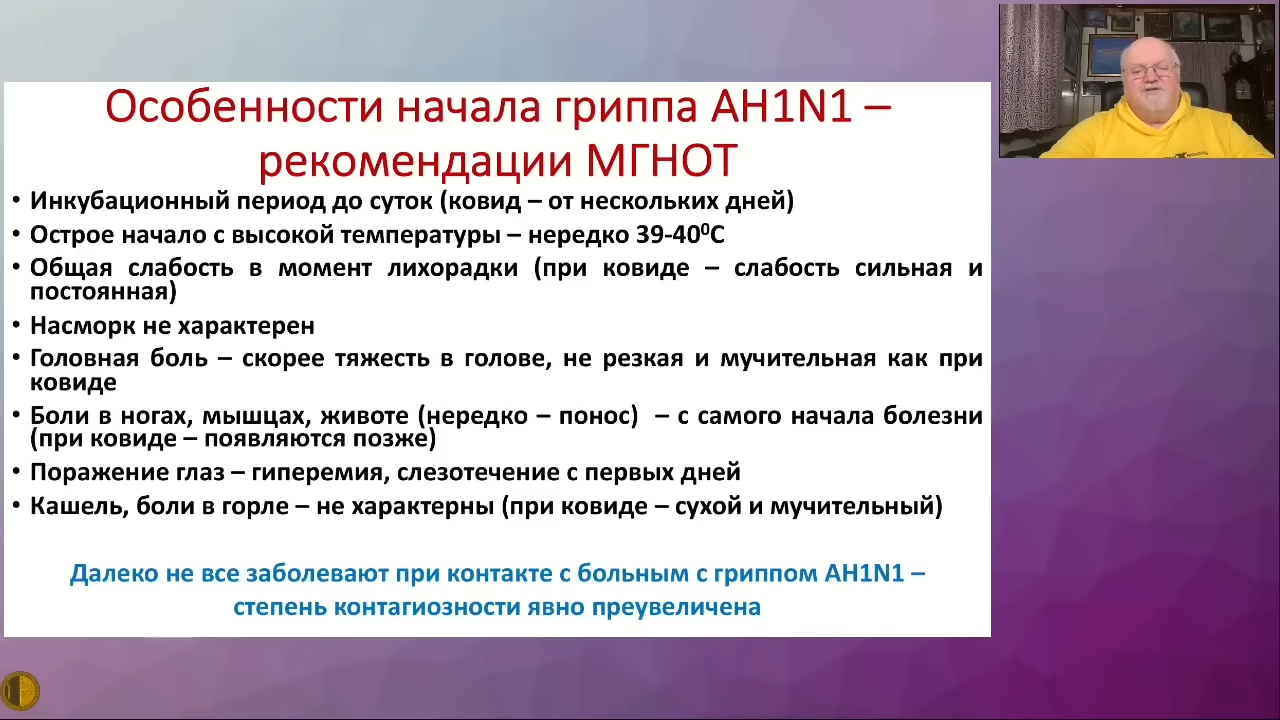 Особенности начала гриппа AH1N1 –
рекомендации МГНОТ
• Инкубационный период до суток (ковид – от нескольких дней)
• Острое начало с высокой температуры – нередко 39-40⁰С
• Общая слабость в момент лихорадки (при ковиде – слабость сильная и
постоянная)
• Насморк не характерен
• Головная боль – скорее тяжесть в голове, не резкая и мучительная как при
ковиде
• Боли в ногах, мышцах, животе (нередко – понос) – с самого начала болезни
(при ковиде – появляются позже)
• Поражение глаз – гиперемия, слезотечение с первых дней
• Кашель, боли в горле – не характерны (при ковиде – сухой и мучительный)
Далеко не все заболевают при контакте с больным с гриппом AH1N1 –
степень контагиозности явно преувеличена